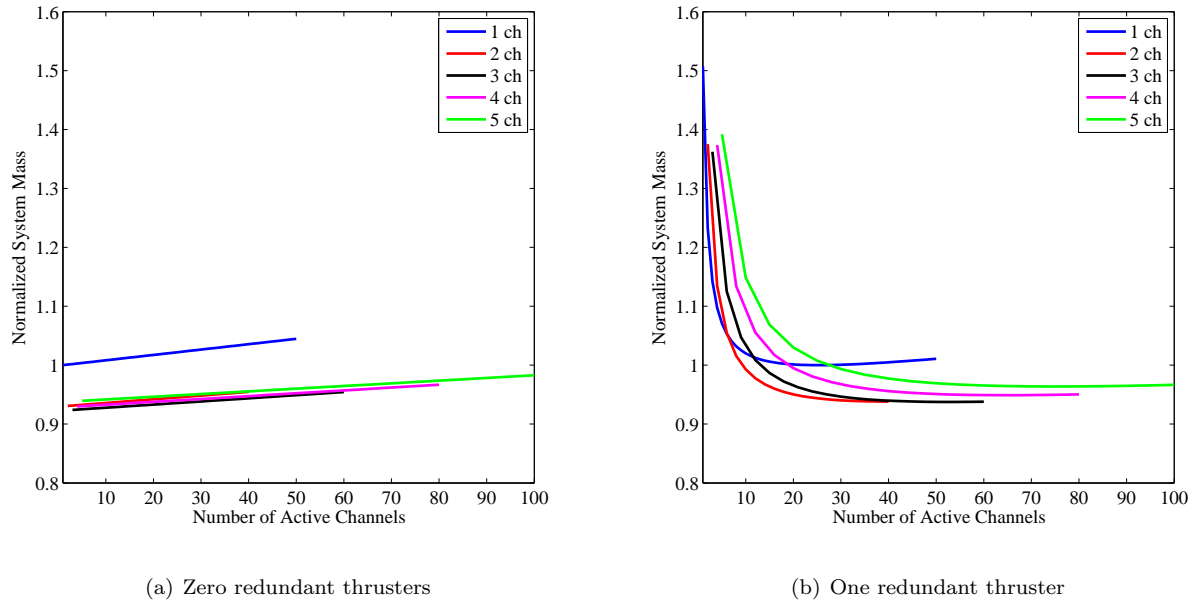 1.6
1.5
1.4
1.3
1.2
1.1
1
0.9
0.8
10 20 30 40 50 60 70 80 90 100
Normalized System Mass
Number of Active Channels
1 ch
2 ch
3 ch
4 ch
5 ch
(a) Zero redundant thrusters
1.6
1.5
1.4
1.3
1.2
1.1
1
0.9
0.8
10 20 30 40 50 60 70 80 90 100
Normalized System Mass
Number of Active Channels
1 ch
2 ch
3 ch
4 ch
5 ch
(b) One redundant thruster